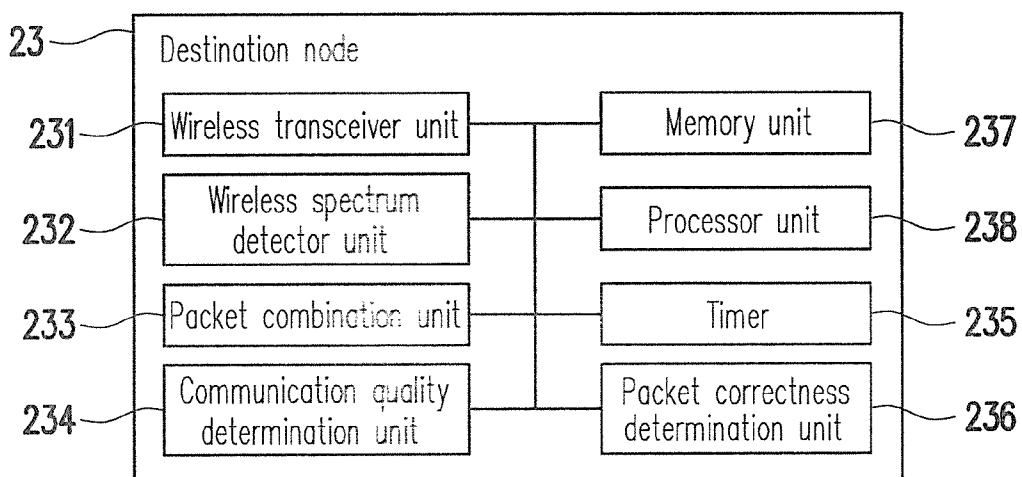 23
Destination node
231
Wireless transceiver unit
Memory unit
237
232
Wireless spectrum
detector unit
Processor unit
238
233
Packet combination unit
Timer
235
234
Communication quality
determination unit
Packet correctness
determination unit
236